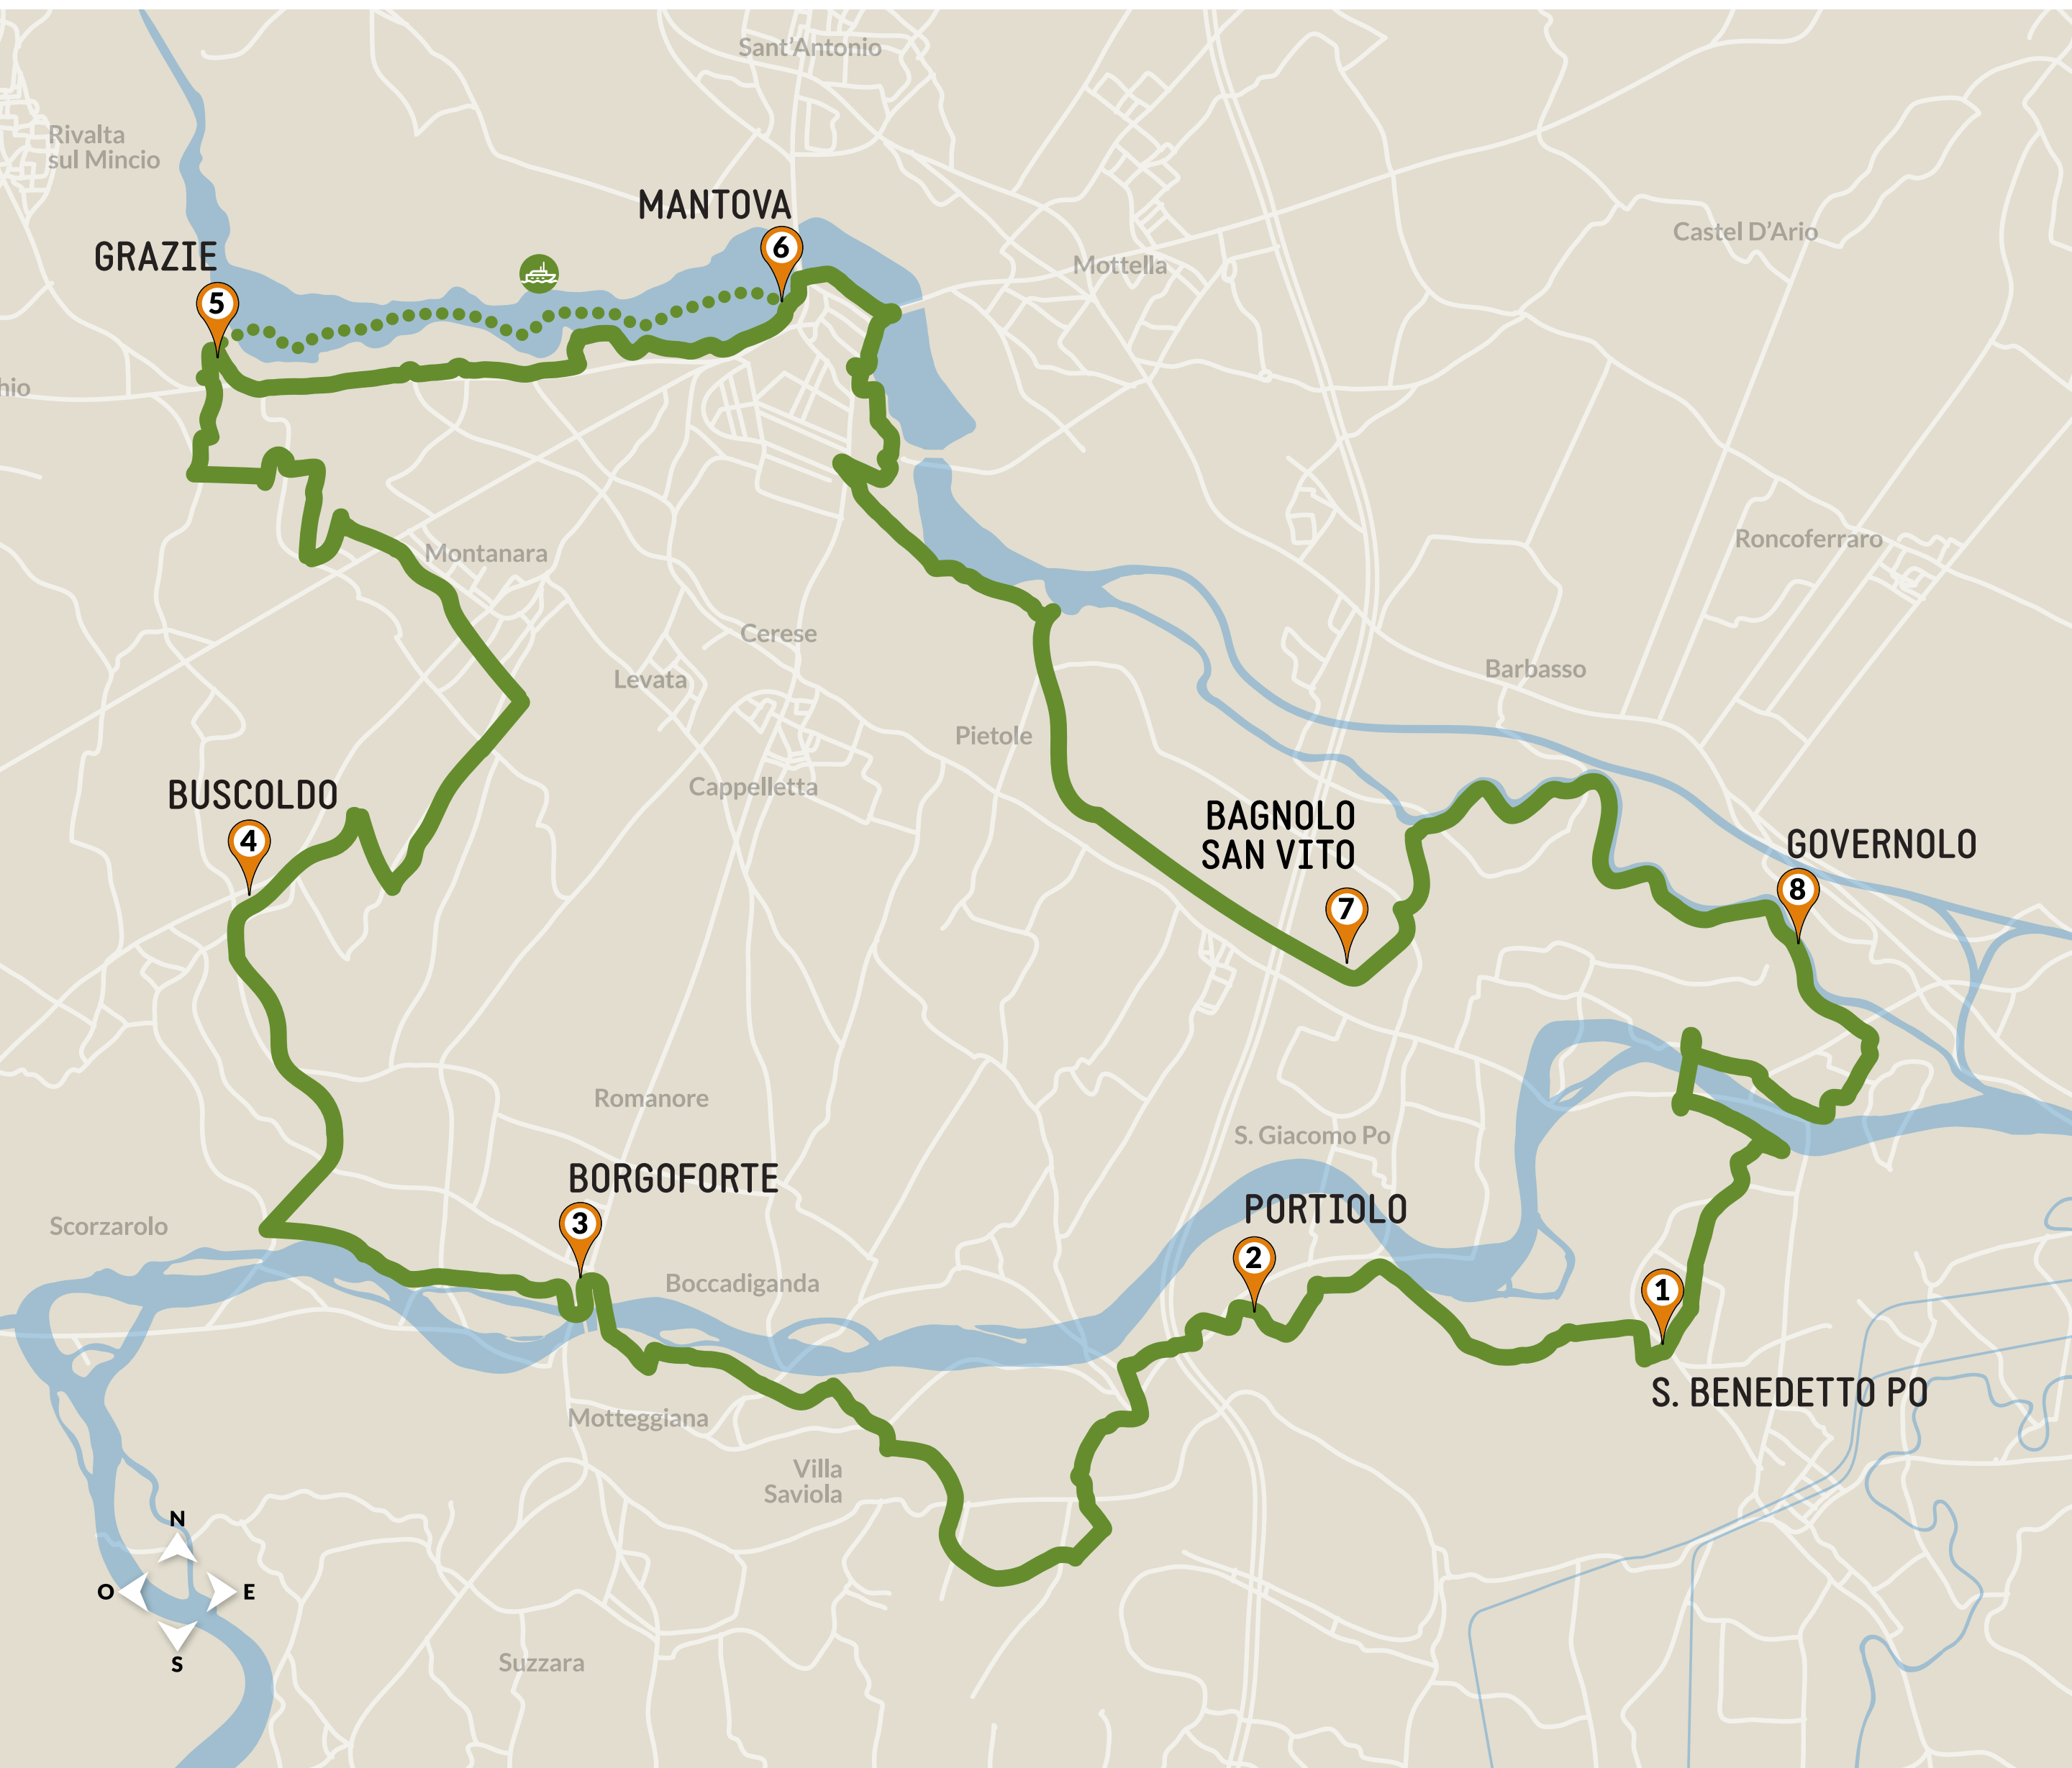 Sant'Antonio
Rivalta
sul Mincio
MANTOVA
Castel D'Ario
6
GRAZIE
Mottella
5
hio
Roncoferraro
Montanara
Cerese
Barbasso
Levata
Pietole
Cappelletta
BUSCOLDO
BAGNOLO
SAN VITO
4
GOVERNOLO
8
7
Romanore
S. Giacomo Po
BORGOFORTE
PORTIOLO
3
Scorzarolo
2
Boccadiganda
1
S. BENEDETTO PO
Motteggiana
Villa
Saviola
N
O
E
S
Suzzara